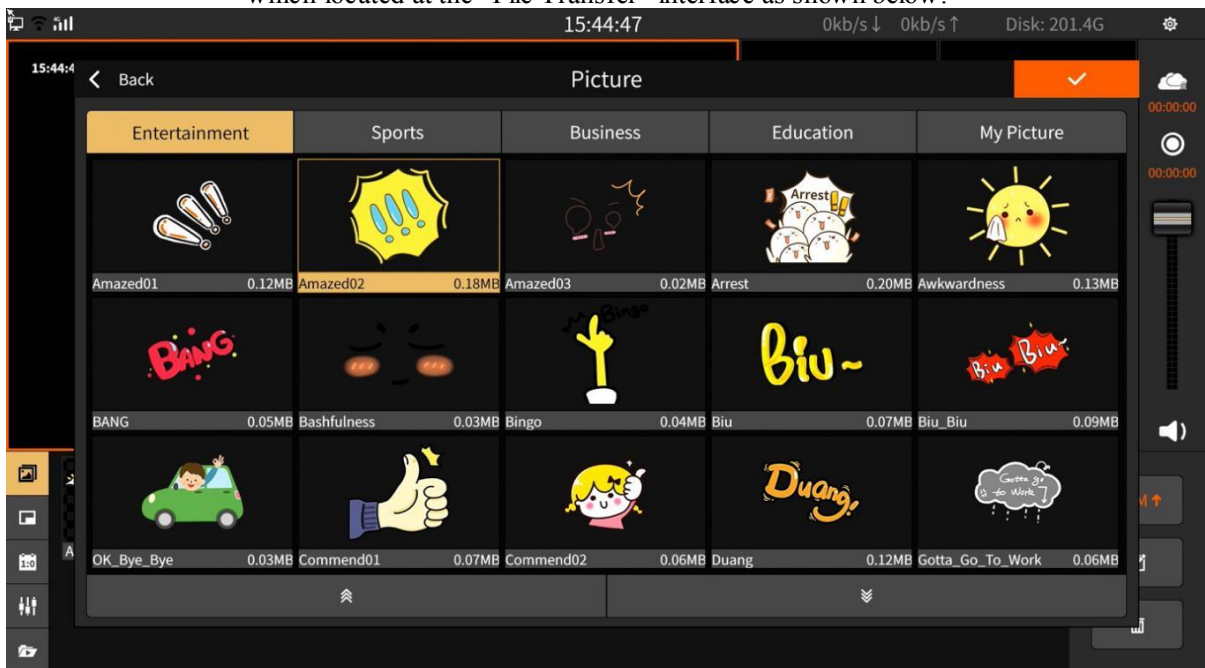 which located at the "File Transfer" interface as shown below:
15:44:47 0kb/s↓ 0kb/s↑ Disk: 201.4G
15:44:4
Back Picture
00:00:00
Entertainment Sports Business Education My Picture
00:00:00
Arrest
Amazed01 0.12MB Amazed02 0.18MB Amazed03 0.02MB Arrest 0.20MB Awkwardness 0.13MB
BANG Bingo Biu~ Biu Biu~
BANG 0.05MB Bashfulness 0.03MB Bingo 0.04MB Biu 0.07MB Biu_Biu 0.09MB
Duang Gotta go
to Work
M↑
1:0 A
OK_Bye_Bye 0.03MB Commend01 0.07MB Commend02 0.06MB Duang 0.12MB Gotta_Go_To_Work 0.06MB